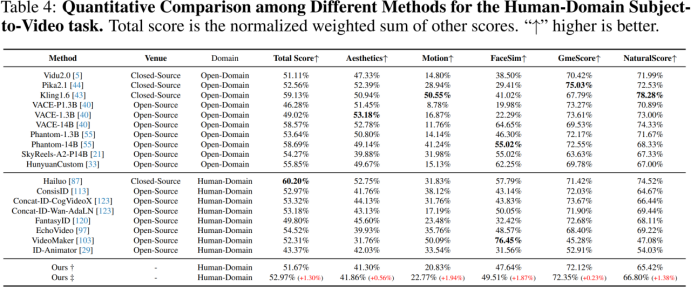 Table 4: Quantitative Comparison among Different Methods for the Human-Domain Subject-
to-Video task. Total score is the normalized weighted sum of other scores. “↑” higher is better.
Method Venue Domain Total Score↑ Aesthetics↑ Motion↑ FaceSim↑ GmeScore↑ NaturalScore↑
Vidu2.0 [5] Closed-Source Open-Domain 51.11% 47.33% 14.80% 38.50% 70.42% 71.99%
Pika2.1 [44] Closed-Source Open-Domain 52.56% 52.39% 28.94% 29.41% 75.03% 72.53%
Kling1.6 [43] Closed-Source Open-Domain 59.13% 50.94% 50.55% 41.02% 67.79% 78.28%
VACE-P1.3B [40] Open-Source Open-Domain 46.28% 51.45% 8.78% 19.98% 73.27% 70.89%
VACE-1.3B [40] Open-Source Open-Domain 49.02% 53.18% 16.87% 22.29% 73.61% 73.00%
VACE-14B [40] Open-Source Open-Domain 58.57% 52.78% 11.76% 64.65% 69.53% 74.33%
Phantom-1.3B [55] Open-Source Open-Domain 53.64% 50.80% 14.14% 46.30% 72.17% 71.67%
Phantom-14B [55] Open-Source Open-Domain 58.69% 49.14% 41.24% 55.02% 72.55% 68.33%
SkyReels-A2-P14B [21] Open-Source Open-Domain 54.27% 39.88% 31.98% 55.02% 63.63% 67.33%
HunyuanCustom [33] Open-Source Open-Domain 55.85% 49.67% 15.13% 62.25% 69.78% 67.00%
Hailuo [87] Closed-Source Human-Domain 60.20% 52.75% 31.83% 57.79% 71.42% 74.52%
ConsisID [113] Open-Source Human-Domain 52.97% 41.76% 38.12% 43.14% 72.03% 64.67%
Concat-ID-CogVideoX [123] Open-Source Human-Domain 53.32% 44.13% 31.76% 43.83% 73.67% 66.44%
Concat-ID-Wan-AdaLN [123] Open-Source Human-Domain 53.18% 43.13% 17.19% 50.05% 71.90% 69.44%
FantasyID [120] Open-Source Human-Domain 49.80% 45.60% 23.48% 32.42% 72.68% 68.11%
EchoVideo [97] Open-Source Human-Domain 54.52% 39.93% 35.76% 48.57% 68.40% 69.22%
VideoMaker [103] Open-Source Human-Domain 52.31% 31.76% 50.09% 76.45% 45.28% 47.08%
ID-Animator [29] Open-Source Human-Domain 43.37% 42.03% 33.54% 31.56% 52.91% 54.03%
Ours † - Human-Domain 51.67% 41.30% 20.83% 47.64% 72.12% 65.42%
Ours ‡ - Human-Domain 52.97% (+1.30%) 41.86% (+0.56%) 22.77% (+1.94%) 49.51% (+1.87%) 72.35% (+0.23%) 66.80% (+1.38%)